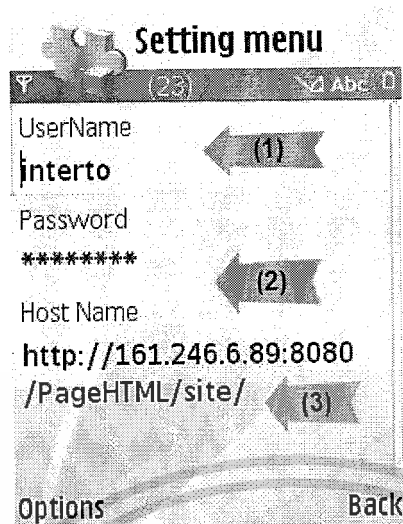 Setting menu
(23) Abc
UserName
(1)
interto
Password
********
(2)
Host Name
http://161.246.6.89:8080
/PageHTML/site/
(3)
Options Back